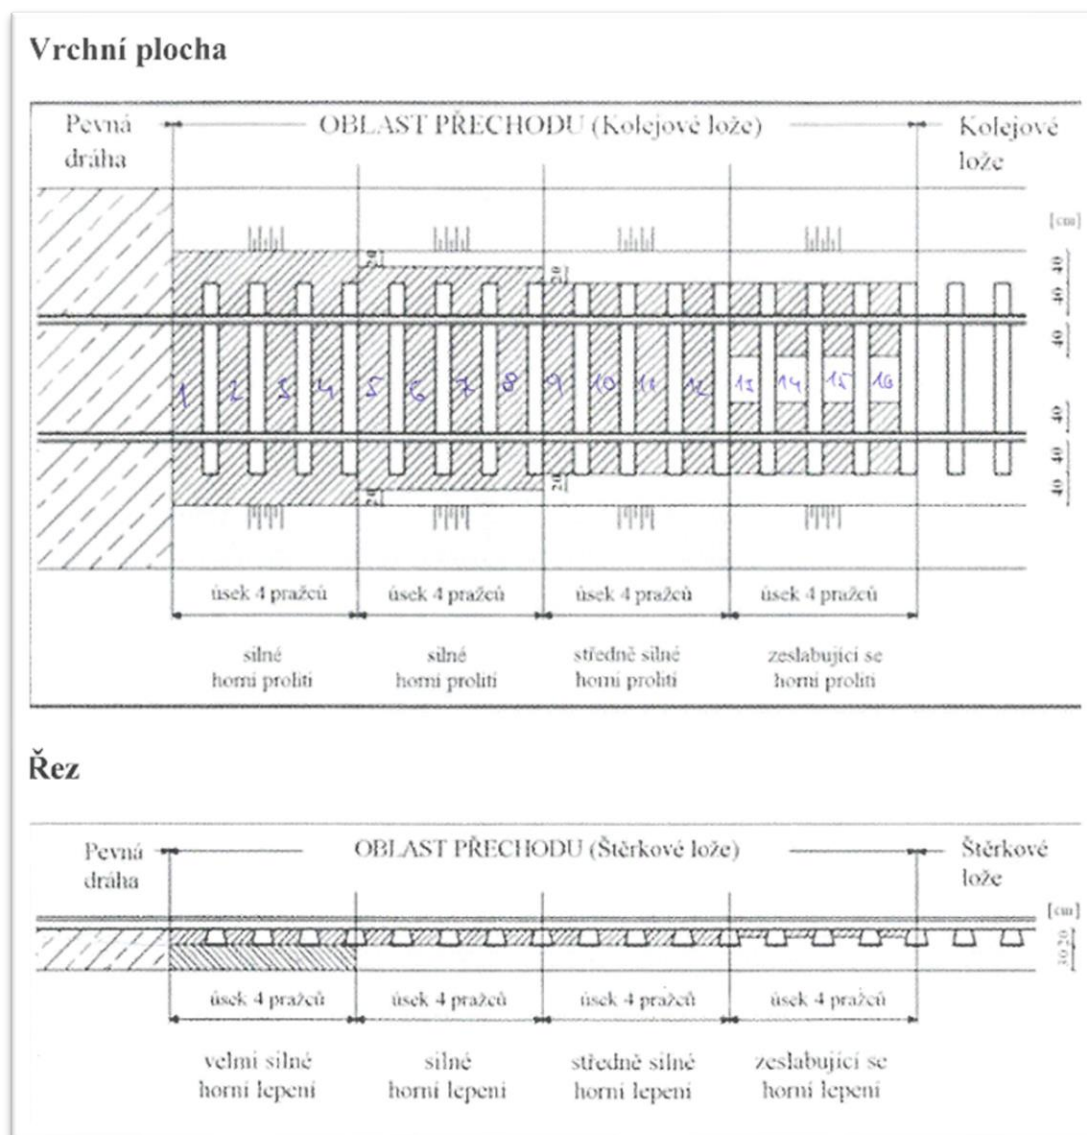 Vrchní plocha
Pevná
dráha
OBLAST PŘECHODU (Kolejové lože)
Kolejové
lože
[cm]
20
20
40
40
40
1 2 3 4 5 6 7 8 9 10 11 12 13 14 15 16
40
40
40
20
20
úsek 4 pražců
úsek 4 pražců
úsek 4 pražců
úsek 4 pražců
silné
horní prolití
silné
horní prolití
středně silné
horní prolití
zeslabující se
horní prolití
Řez
Pevná
dráha
OBLAST PŘECHODU (Štěrkové lože)
Štěrkové
lože
[cm]
20
30
úsek 4 pražců
úsek 4 pražců
úsek 4 pražců
úsek 4 pražců
velmi silné
horní lepení
silné
horní lepení
středně silné
horní lepení
zeslabující se
horní lepení